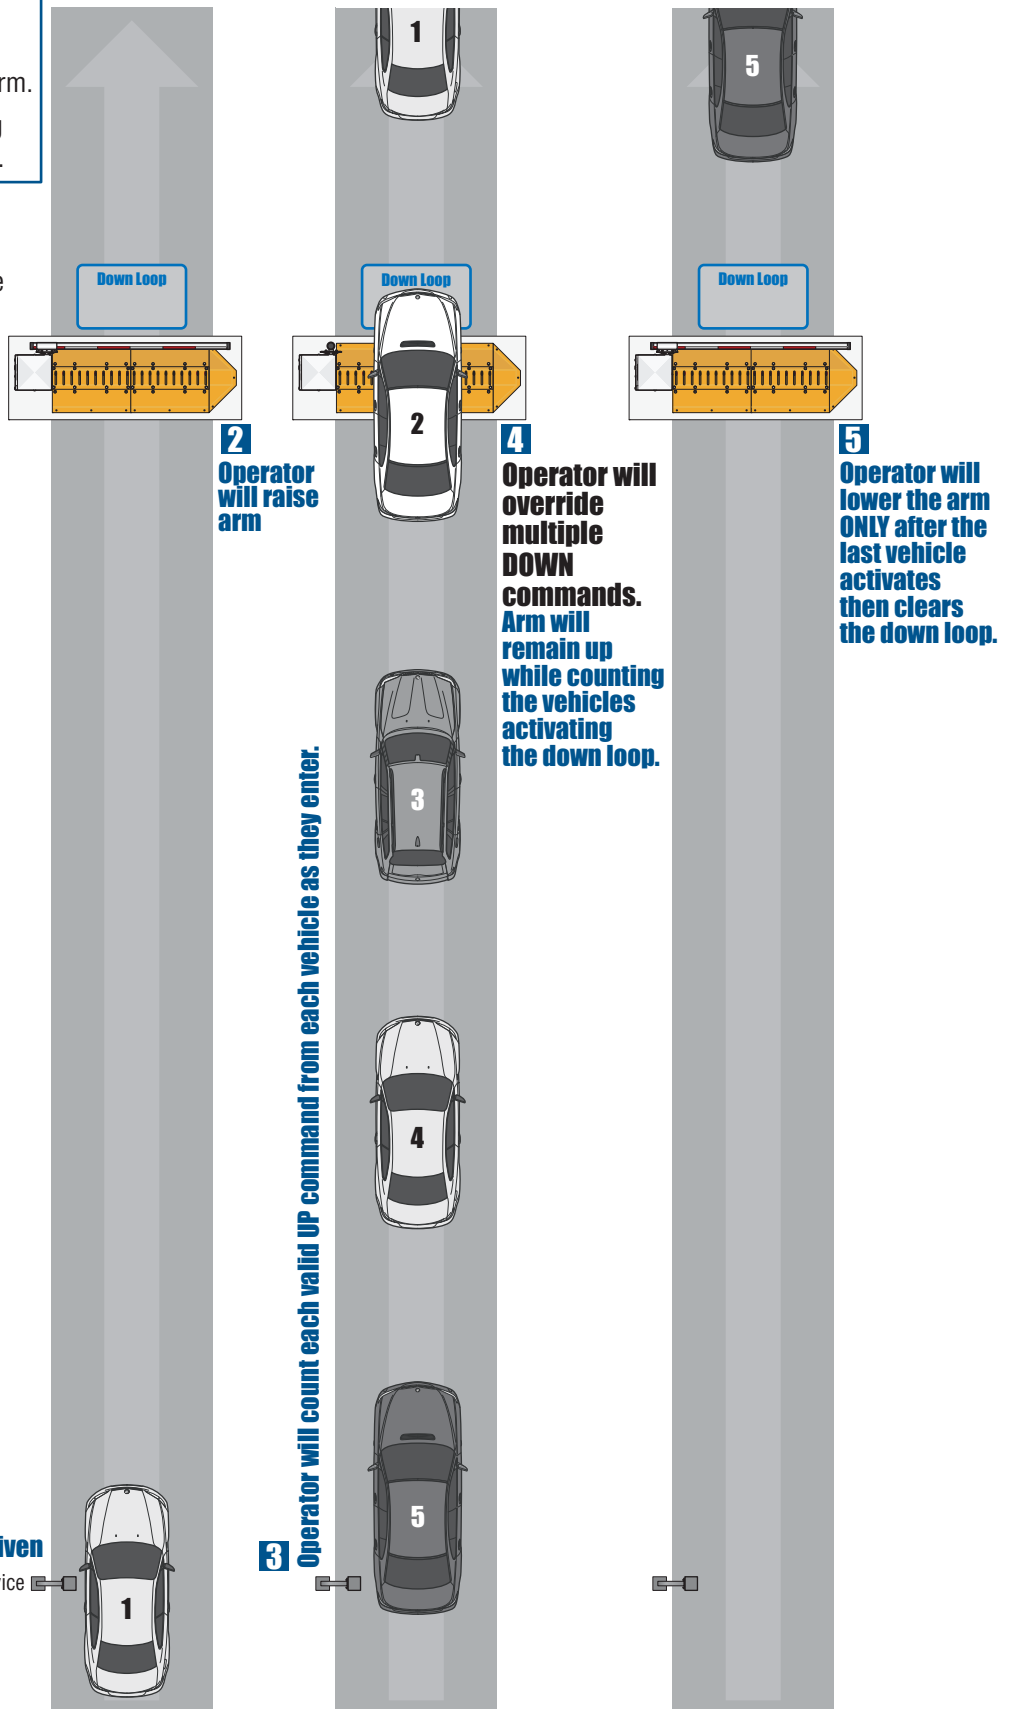 rm.
.
e
1
5
Down Loop
Down Loop
Down Loop
2
2
Operator
will raise
arm
4
Operator will
override
multiple
DOWN
commands.
Arm will
remain up
while counting
the vehicles
activating
the down loop.
5
Operator will
lower the arm
ONLY after the
last vehicle
activates
then clears
the down loop.
3
4
5
3
Operator will count each valid UP command from each vehicle as they enter.
iven
vice
1